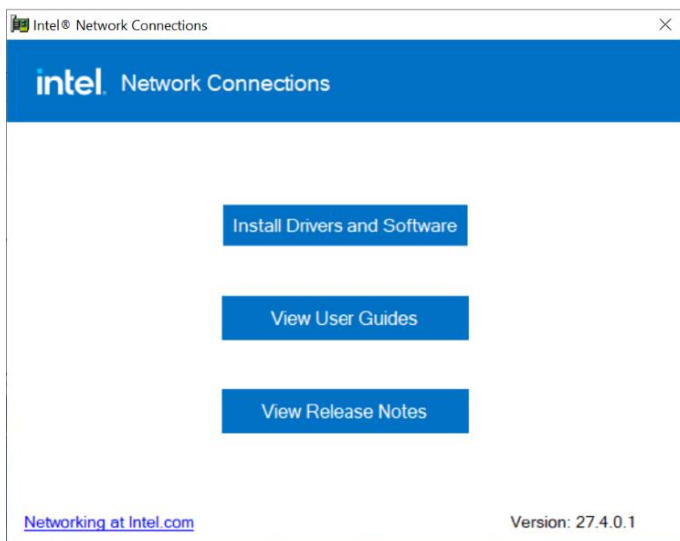 Intel® Network Connections
intel. Network Connections
Install Drivers and Software
View User Guides
View Release Notes
Networking at Intel.com Version: 27.4.0.1